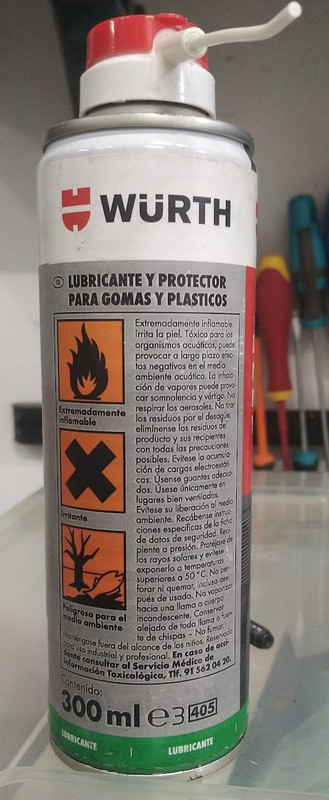 WÜRTH
ES LUBRICANTE Y PROTECTOR
PARA GOMAS Y PLASTICOS
Extremadamente inflamable
Irritante
Peligroso para el
medio ambiente
Extremadamente inflamable.
Irrita la piel. Tóxico para los
organismos acuáticos, puede
provocar a largo plazo efec-
tos negativos en el medio
ambiente acuático. La inhala-
ción de vapores puede provo-
car somnolencia y vértigo. No
respirar los aerosoles. No tirar
los residuos por el desagüe;
elimínense los residuos del
producto y sus recipientes
con todas las precauciones
posibles. Evítese la acumula-
ción de cargas electroestáti-
cas. Úsense guantes adecua-
dos. Úsese únicamente en
lugares bien ventilados.
Evítese su liberación al medio
ambiente. Recábense instruc-
ciones específicas de la ficha
de datos de seguridad. Reci-
piente a presión. Protéjase de
los rayos solares y evítese
exponerlo a temperaturas
superiores a 50 °C. No per-
forar ni quemar, incluso des-
pués de usado. No vaporizar
hacia una llama o cuerpo
incandescente. Conservar
alejado de toda llama o fuen-
te de chispas – No fumar.
Manténgase fuera del alcance de los niños. Reservado
para uso industrial y profesional. En caso de acci-
dente consultar al Servicio Médico de
Información Toxicológica, Tlf. 91 562 04 20.
Contenido:
300 ml ℮ 3 405
LUBRICANTE | LUBRICANTE